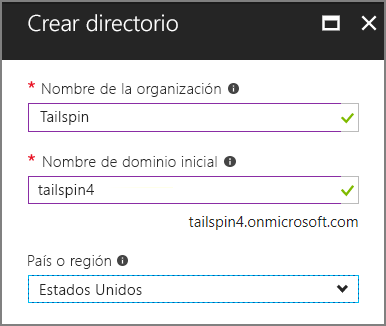 Crear directorio
* Nombre de la organización
Tailspin
* Nombre de dominio inicial
tailspin4
tailspin4.onmicrosoft.com
País o región
Estados Unidos